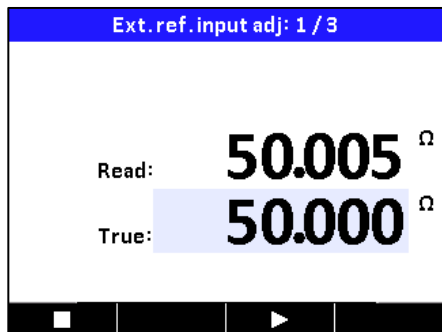 Ext.ref.input adj: 1 / 3
Read: 50.005 Ω
True: 50.000 Ω